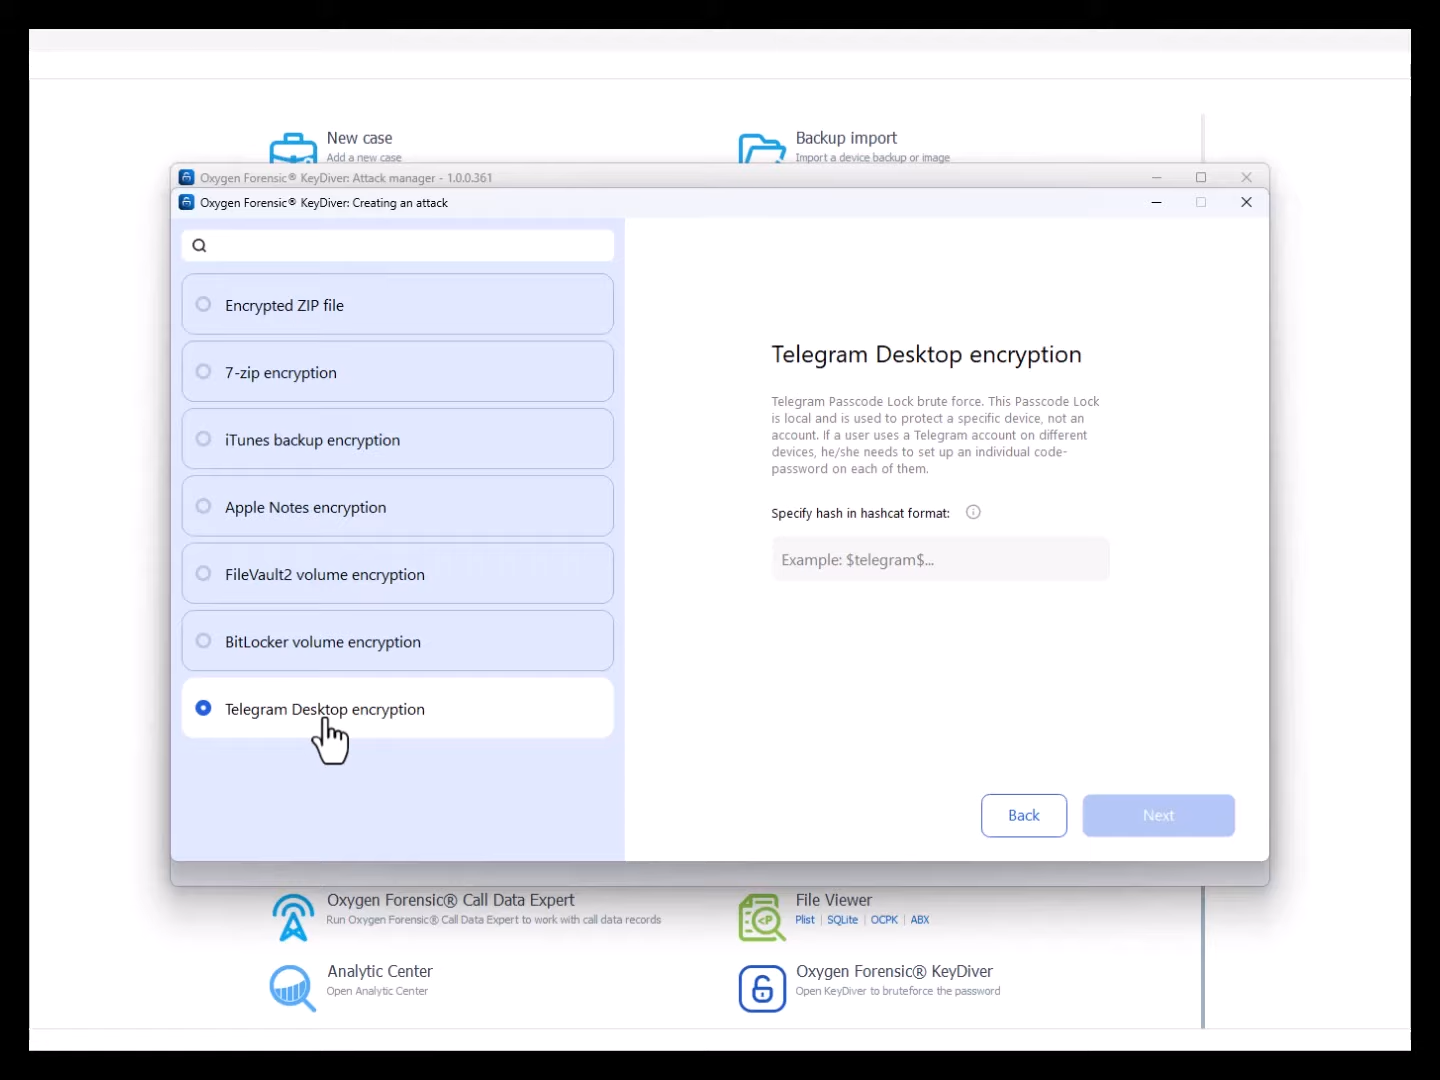 New case
Add a new case
Backup import
Import a device backup or image
Oxygen Forensic® KeyDiver: Attack manager - 1.0.0.361
Oxygen Forensic® KeyDiver: Creating an attack
Encrypted ZIP file
7-zip encryption
iTunes backup encryption
Apple Notes encryption
FileVault2 volume encryption
BitLocker volume encryption
Telegram Desktop encryption
Telegram Desktop encryption
Telegram Passcode Lock brute force. This Passcode Lock
is local and is used to protect a specific device, not an
account. If a user uses a Telegram account on different
devices, he/she needs to set up an individual code-
password on each of them.
Specify hash in hashcat format:
Example: $telegram$...
Back
Next
Oxygen Forensic® Call Data Expert
Run Oxygen Forensic® Call Data Expert to work with call data records
File Viewer
Plist | SQLite | OCPK | ABX
Analytic Center
Open Analytic Center
Oxygen Forensic® KeyDiver
Open KeyDiver to bruteforce the password